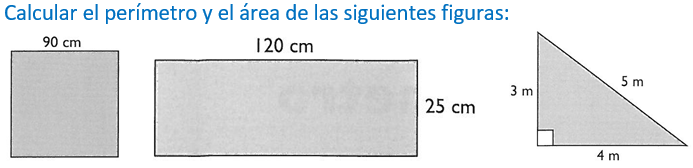 Calcular el perímetro y el área de las siguientes figuras:
90 cm
120 cm
25 cm
3 m
5 m
4 m